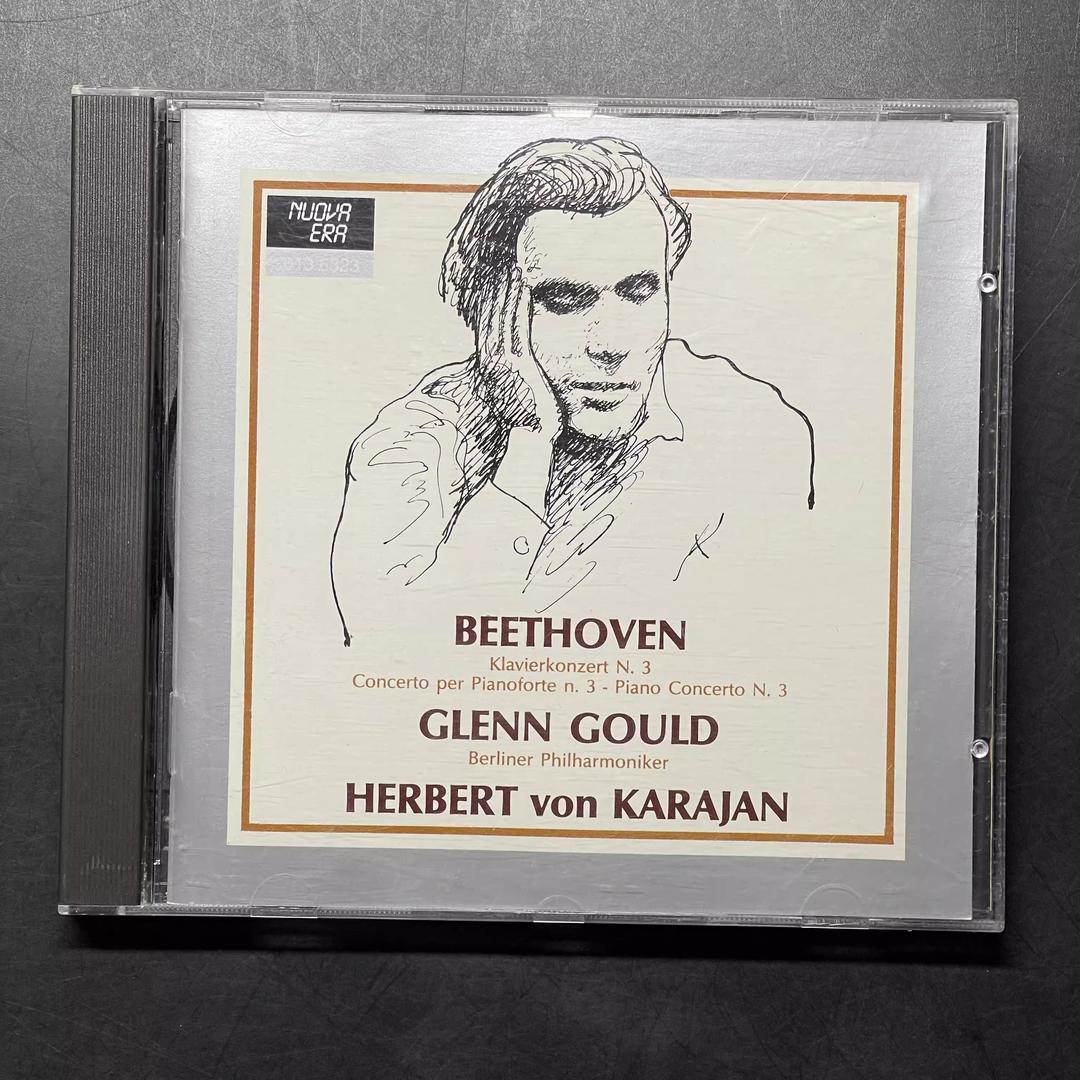 NUOVA
ERA
BEETHOVEN
Klavierkonzert N. 3
Concerto per Pianoforte n. 3 - Piano Concerto N. 3
GLENN GOULD
Berliner Philharmoniker
HERBERT von KARAJAN